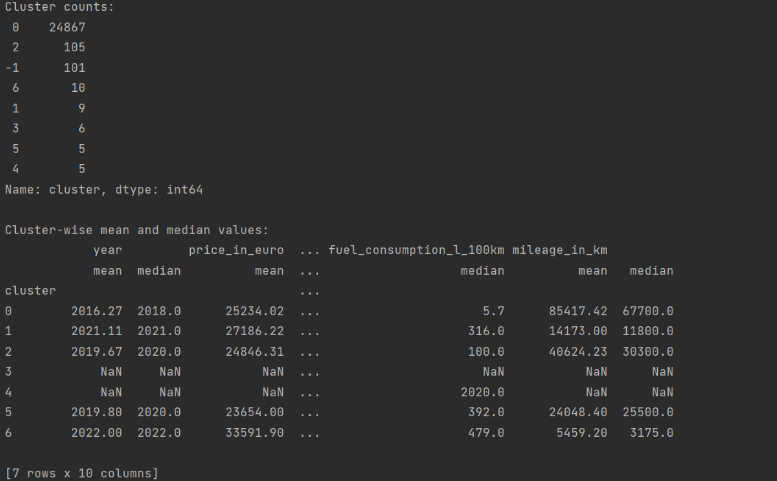 Cluster counts:
0 24867
2 105
-1 101
6 10
1 9
3 6
5 5
4 5
Name: cluster, dtype: int64
Cluster-wise mean and median values:
year price_in_euro ... fuel_consumption_l_100km mileage_in_km
mean median mean ... median mean median
cluster ...
0 2016.27 2018.0 25234.02 ... 5.7 85417.42 67700.0
1 2021.11 2021.0 27186.22 ... 316.0 14173.00 11800.0
2 2019.67 2020.0 24846.31 ... 100.0 40624.23 30300.0
3 NaN NaN NaN ... NaN NaN NaN
4 NaN NaN NaN ... 2020.0 NaN NaN
5 2019.80 2020.0 23654.00 ... 392.0 24048.40 25500.0
6 2022.00 2022.0 33591.90 ... 479.0 5459.20 3175.0
[7 rows x 10 columns]